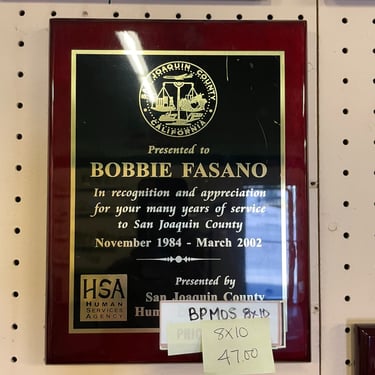 SAN JOAQUIN COUNTY
CALIFORNIA
Presented to
BOBBIE FASANO
In recognition and appreciation
for your many years of service
to San Joaquin County
November 1984 - March 2002
HSA
HUMAN
SERVICES
AGENCY
Presented by
San Joaquin County
Hum
BPMOS 8x10
PRIC
8X10
47.00